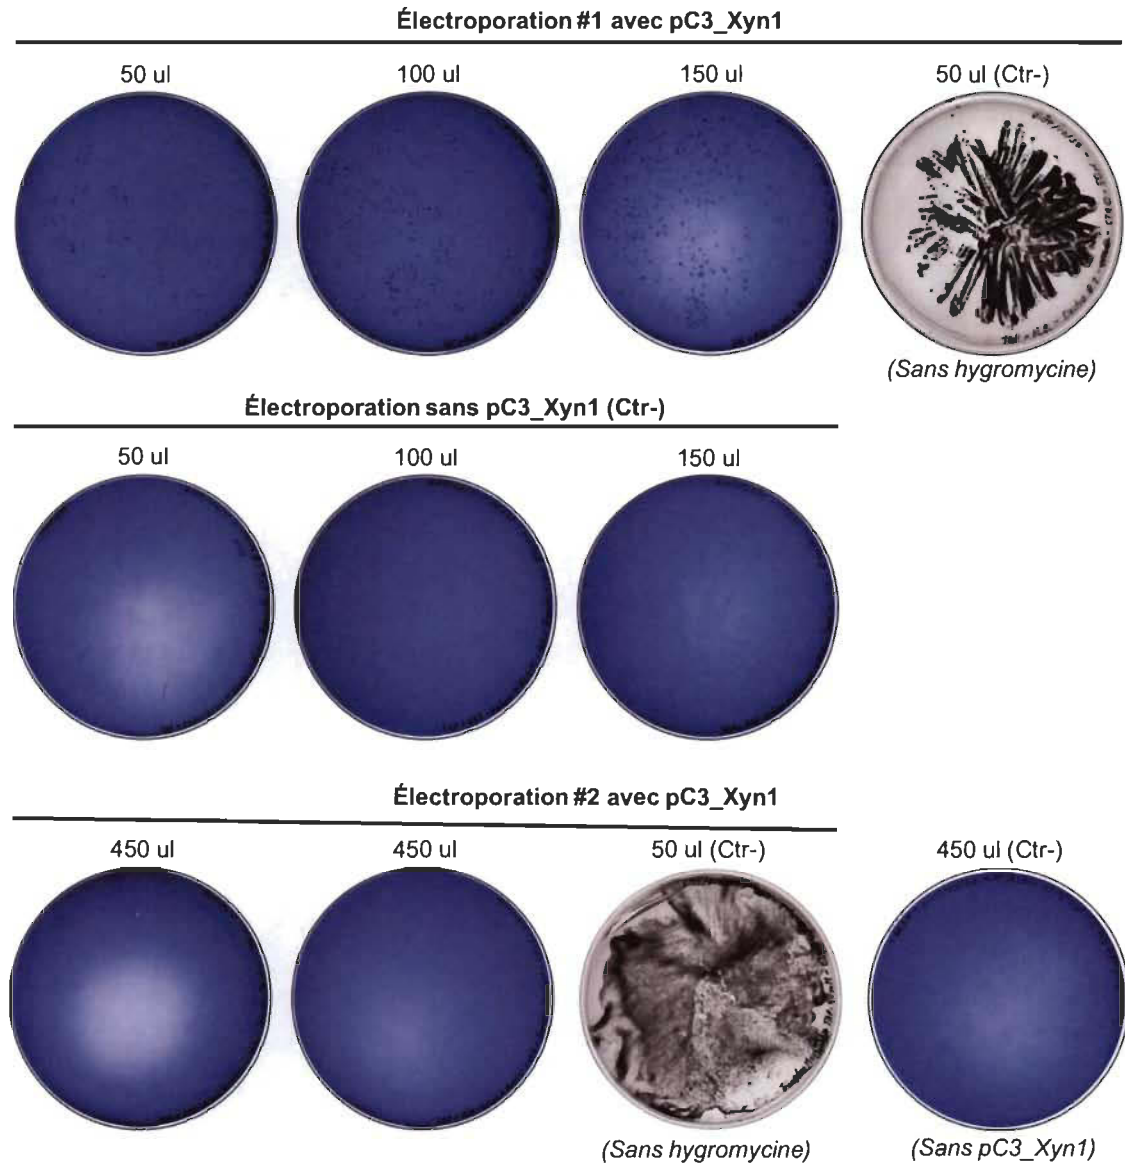 Électroporation #1 avec pC3_Xyn1
50 ul
100 ul
150 ul
50 ul (Ctr-)
(Sans hygromycine)
Électroporation sans pC3_Xyn1 (Ctr-)
50 ul
100 ul
150 ul
Électroporation #2 avec pC3_Xyn1
450 ul
450 ul
50 ul (Ctr-)
450 ul (Ctr-)
(Sans hygromycine)
(Sans pC3_Xyn1)